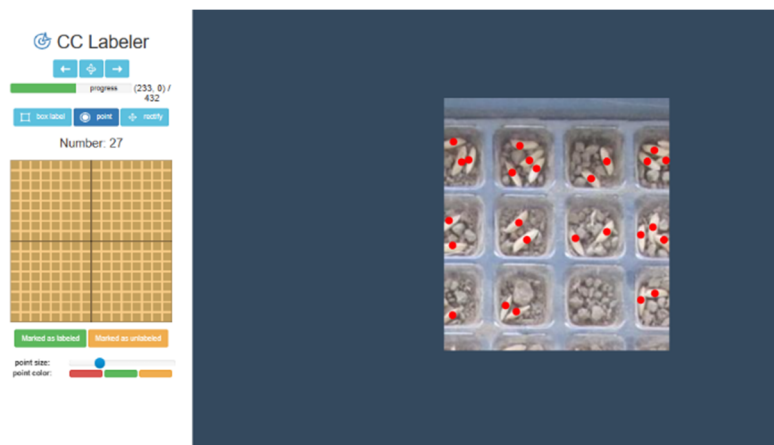 CC Labeler
progress (233, 0) /
432
box label point rectify
Number: 27
Marked as labeled Marked as unlabeled
point size:
point color: